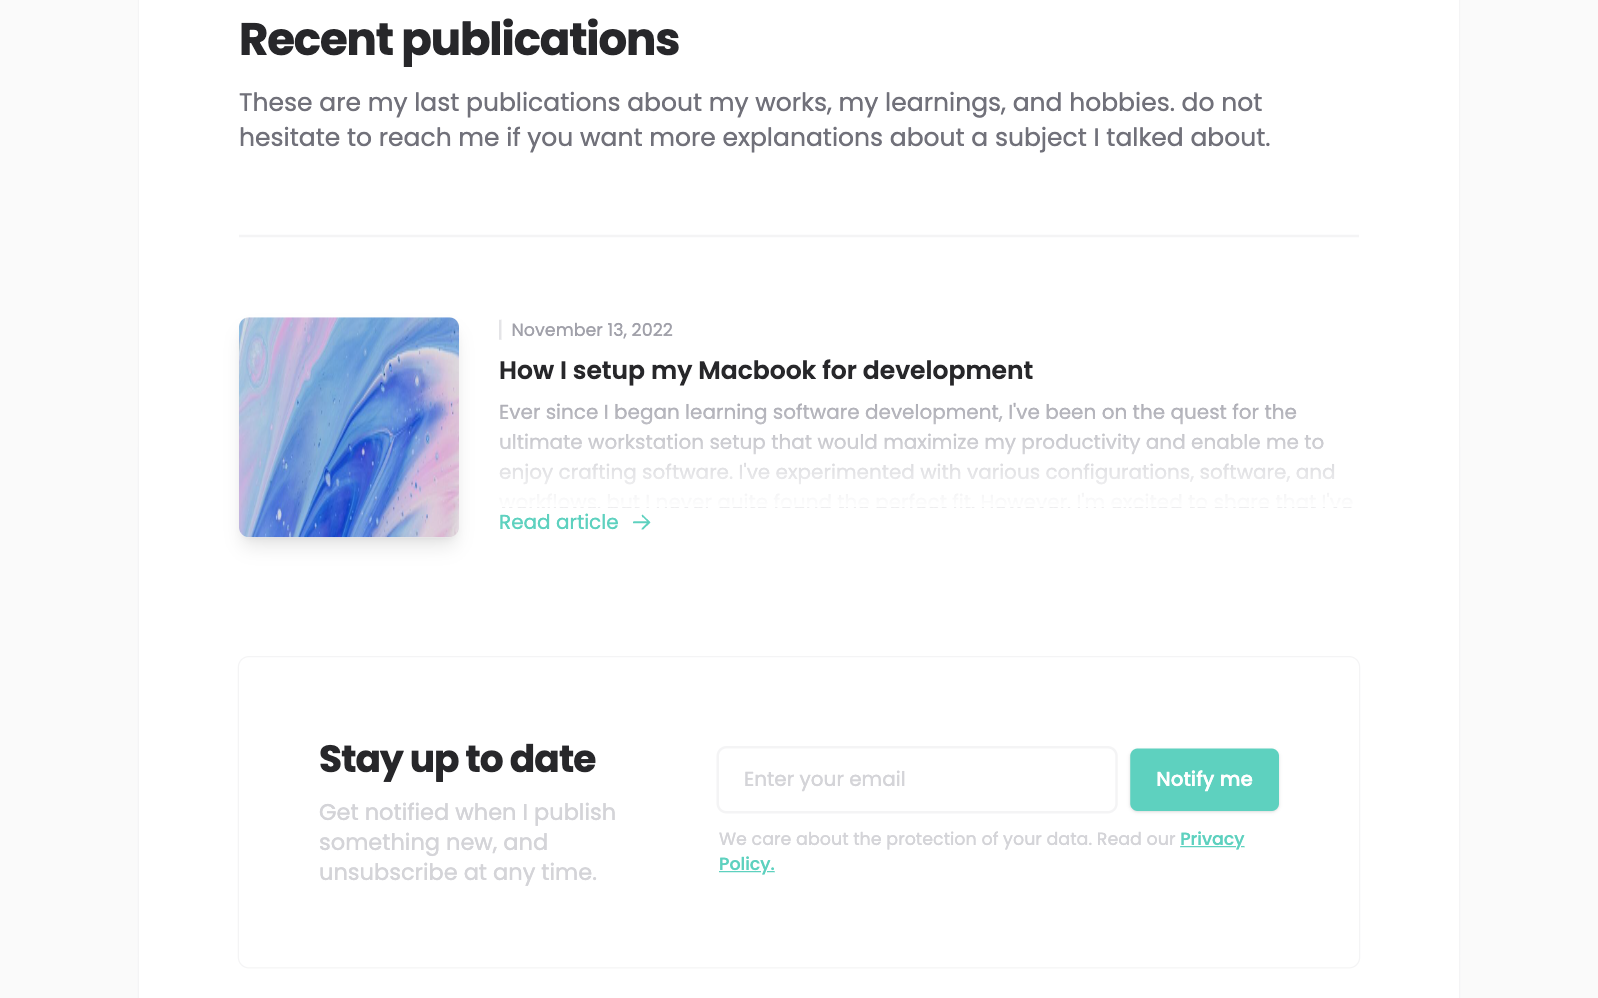 Recent publications
These are my last publications about my works, my learnings, and hobbies. do not
hesitate to reach me if you want more explanations about a subject I talked about.
November 13, 2022
How I setup my Macbook for development
Ever since I began learning software development, I've been on the quest for the
ultimate workstation setup that would maximize my productivity and enable me to
enjoy crafting software. I've experimented with various configurations, software, and
workflows, but I never quite found the perfect fit. However, I'm excited to share that I've
Read article
Stay up to date
Get notified when I publish
something new, and
unsubscribe at any time.
Enter your email
Notify me
We care about the protection of your data. Read our Privacy
Policy.